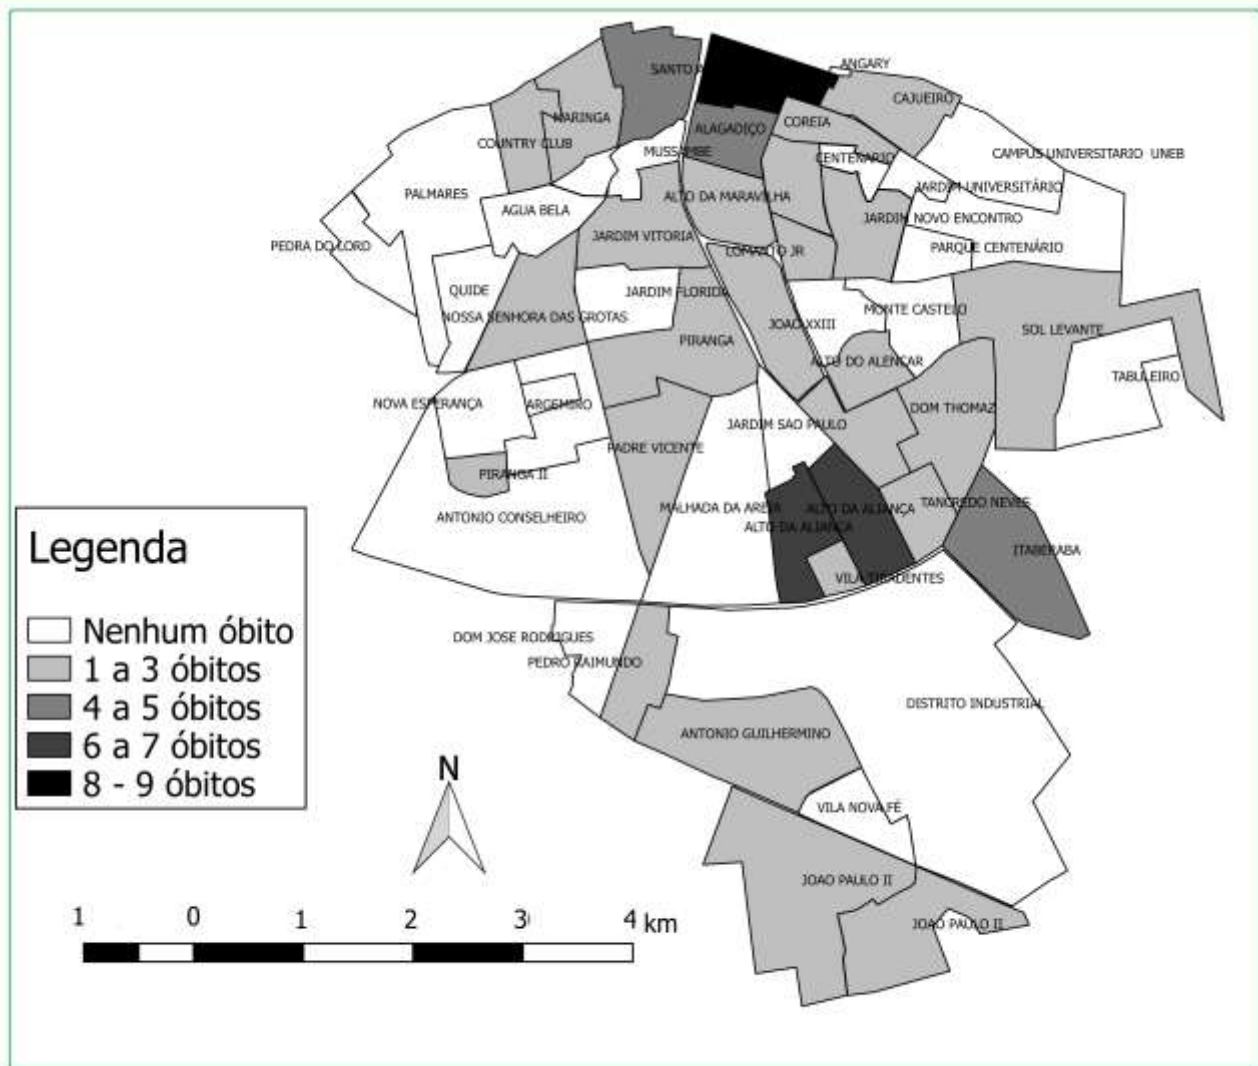 ANGARY
SANTO A
CAJUEIRO
MARINGA
ALAGADIÇO
COREIA
COUNTRY CLUB
MUSSAMBE
CENTENARIO
CAMPUS UNIVERSITARIO UNEB
PALMARES
ALTO DA MARAVILHA
JARDIM UNIVERSITÁRIO
AGUA BELA
JARDIM NOVO ENCONTRO
PEDRA DO LORD
JARDIM VITORIA
LOMANTO JR
PARQUE CENTENÁRIO
QUIDE
JARDIM FLORIDA
NOSSA SENHORA DAS GROTAS
JOAO XXIII
MONTE CASTELO
SOL LEVANTE
PIRANGA
ALTO DO ALENCAR
TABULEIRO
NOVA ESPERANÇA
ARGEMIRO
DOM THOMAZ
JARDIM SAO PAULO
PADRE VICENTE
PIRANGA II
TANCREDO NEVES
MALHADA DA AREIA
ALTO DA ALIANÇA
ANTONIO CONSELHEIRO
ALTO DA ALIANÇA
ITABERABA
VILA TIRADENTES
DOM JOSE RODRIGUES
PEDRO RAIMUNDO
DISTRITO INDUSTRIAL
ANTONIO GUILHERMINO
VILA NOVA FÉ
JOAO PAULO II
JOAO PAULO II
Legenda
Nenhum óbito
1 a 3 óbitos
4 a 5 óbitos
6 a 7 óbitos
8 - 9 óbitos
N
1 0 1 2 3 4 km